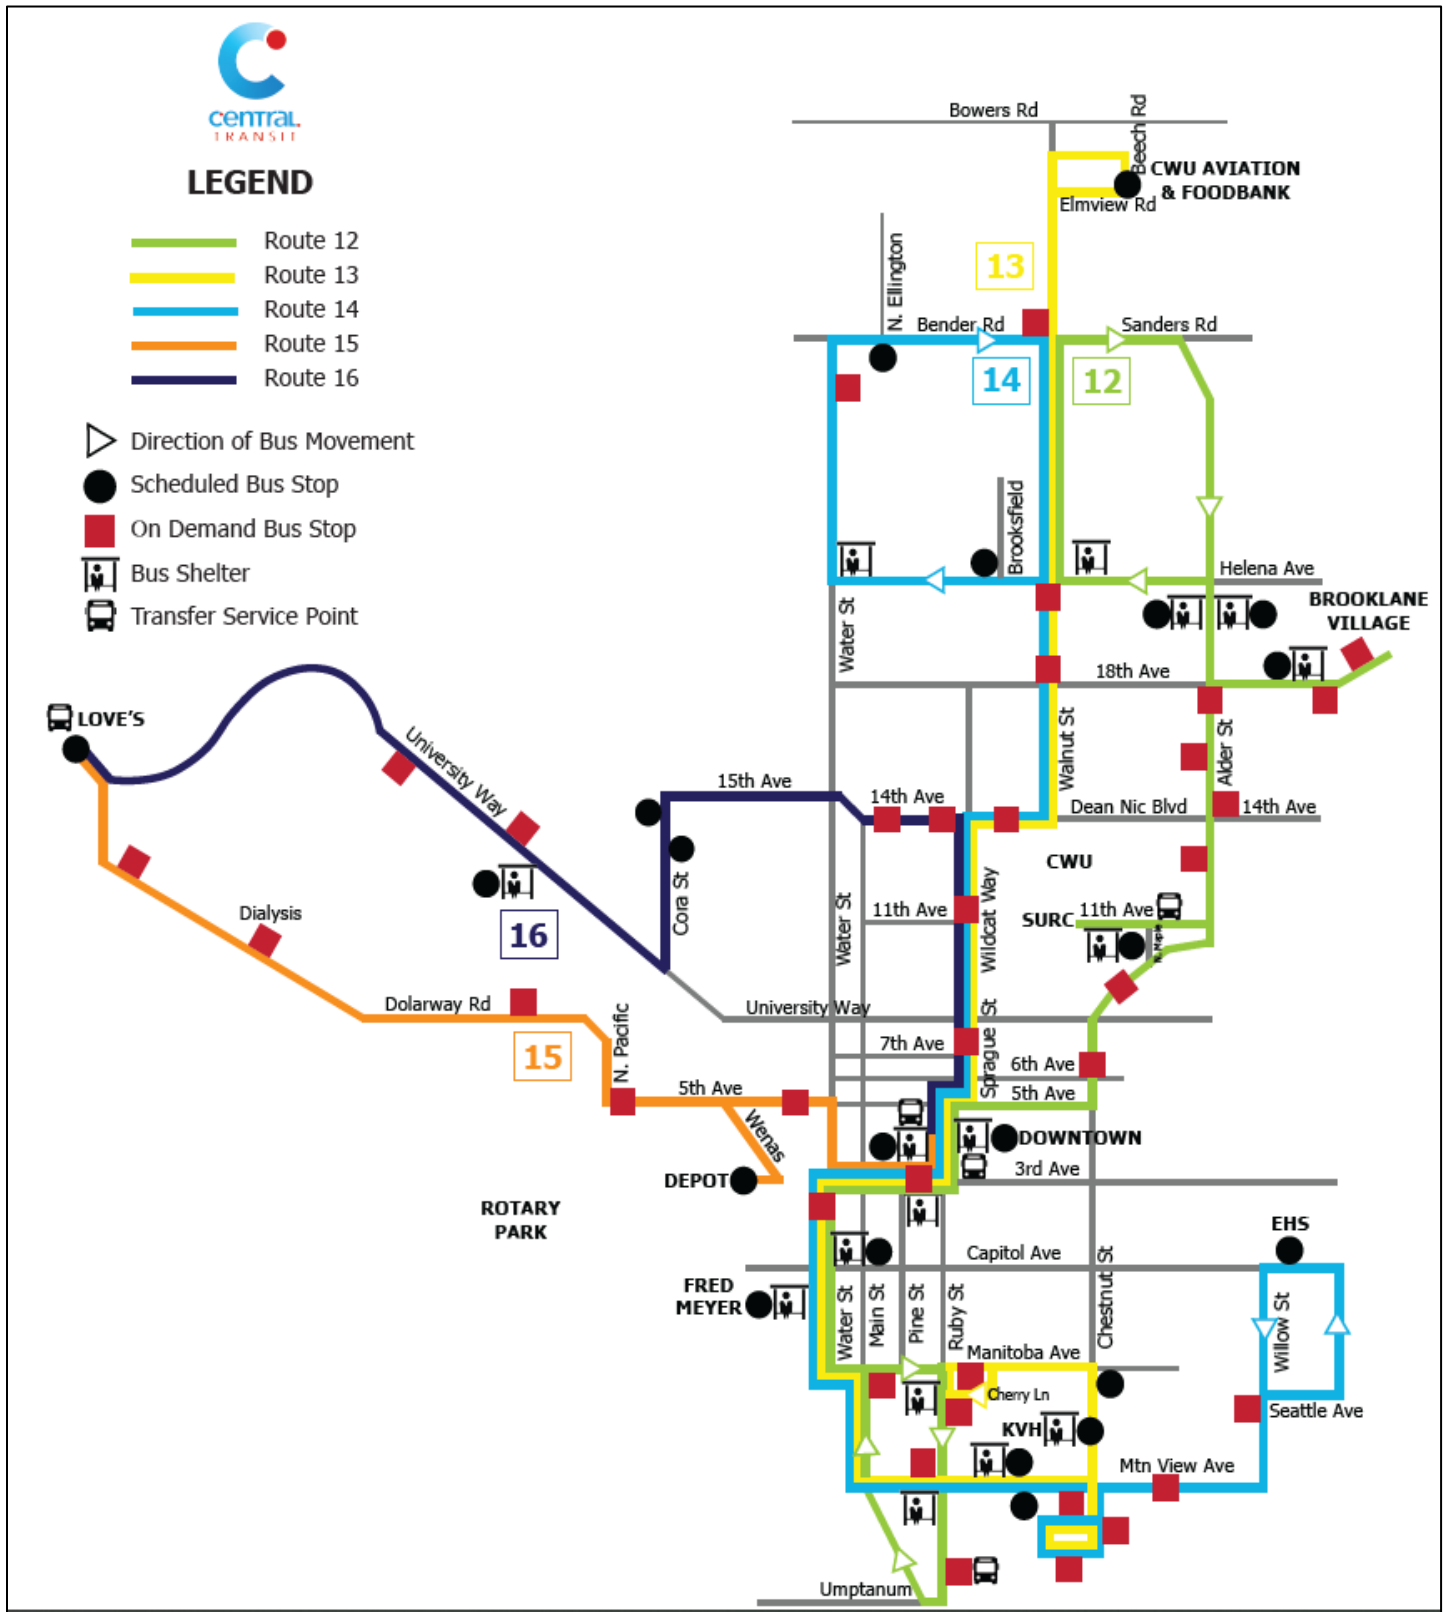 CENTRAL
TRANSIT
LEGEND
Route 12
Route 13
Route 14
Route 15
Route 16
Direction of Bus Movement
Scheduled Bus Stop
On Demand Bus Stop
Bus Shelter
Transfer Service Point
Bowers Rd
Beech Rd
CWU AVIATION
& FOODBANK
Elmview Rd
13
N. Ellington
Bender Rd
Sanders Rd
14
12
Brooksfield
Helena Ave
BROOKLANE
VILLAGE
Water St
18th Ave
LOVE'S
University Way
Walnut St
Alder St
15th Ave
14th Ave
Dean Nic Blvd
14th Ave
CWU
Cora St
Water St
11th Ave
Wildcat Way
SURC
11th Ave
N. Maple
Dialysis
16
Dolarway Rd
University Way
15
N. Pacific
7th Ave
Sprague St
6th Ave
5th Ave
5th Ave
Wenas
DOWNTOWN
DEPOT
3rd Ave
ROTARY
PARK
EHS
Capitol Ave
Chestnut St
FRED
MEYER
Water St
Main St
Pine St
Ruby St
Willow St
Manitoba Ave
Cherry Ln
Seattle Ave
KVH
Mtn View Ave
Umptanum